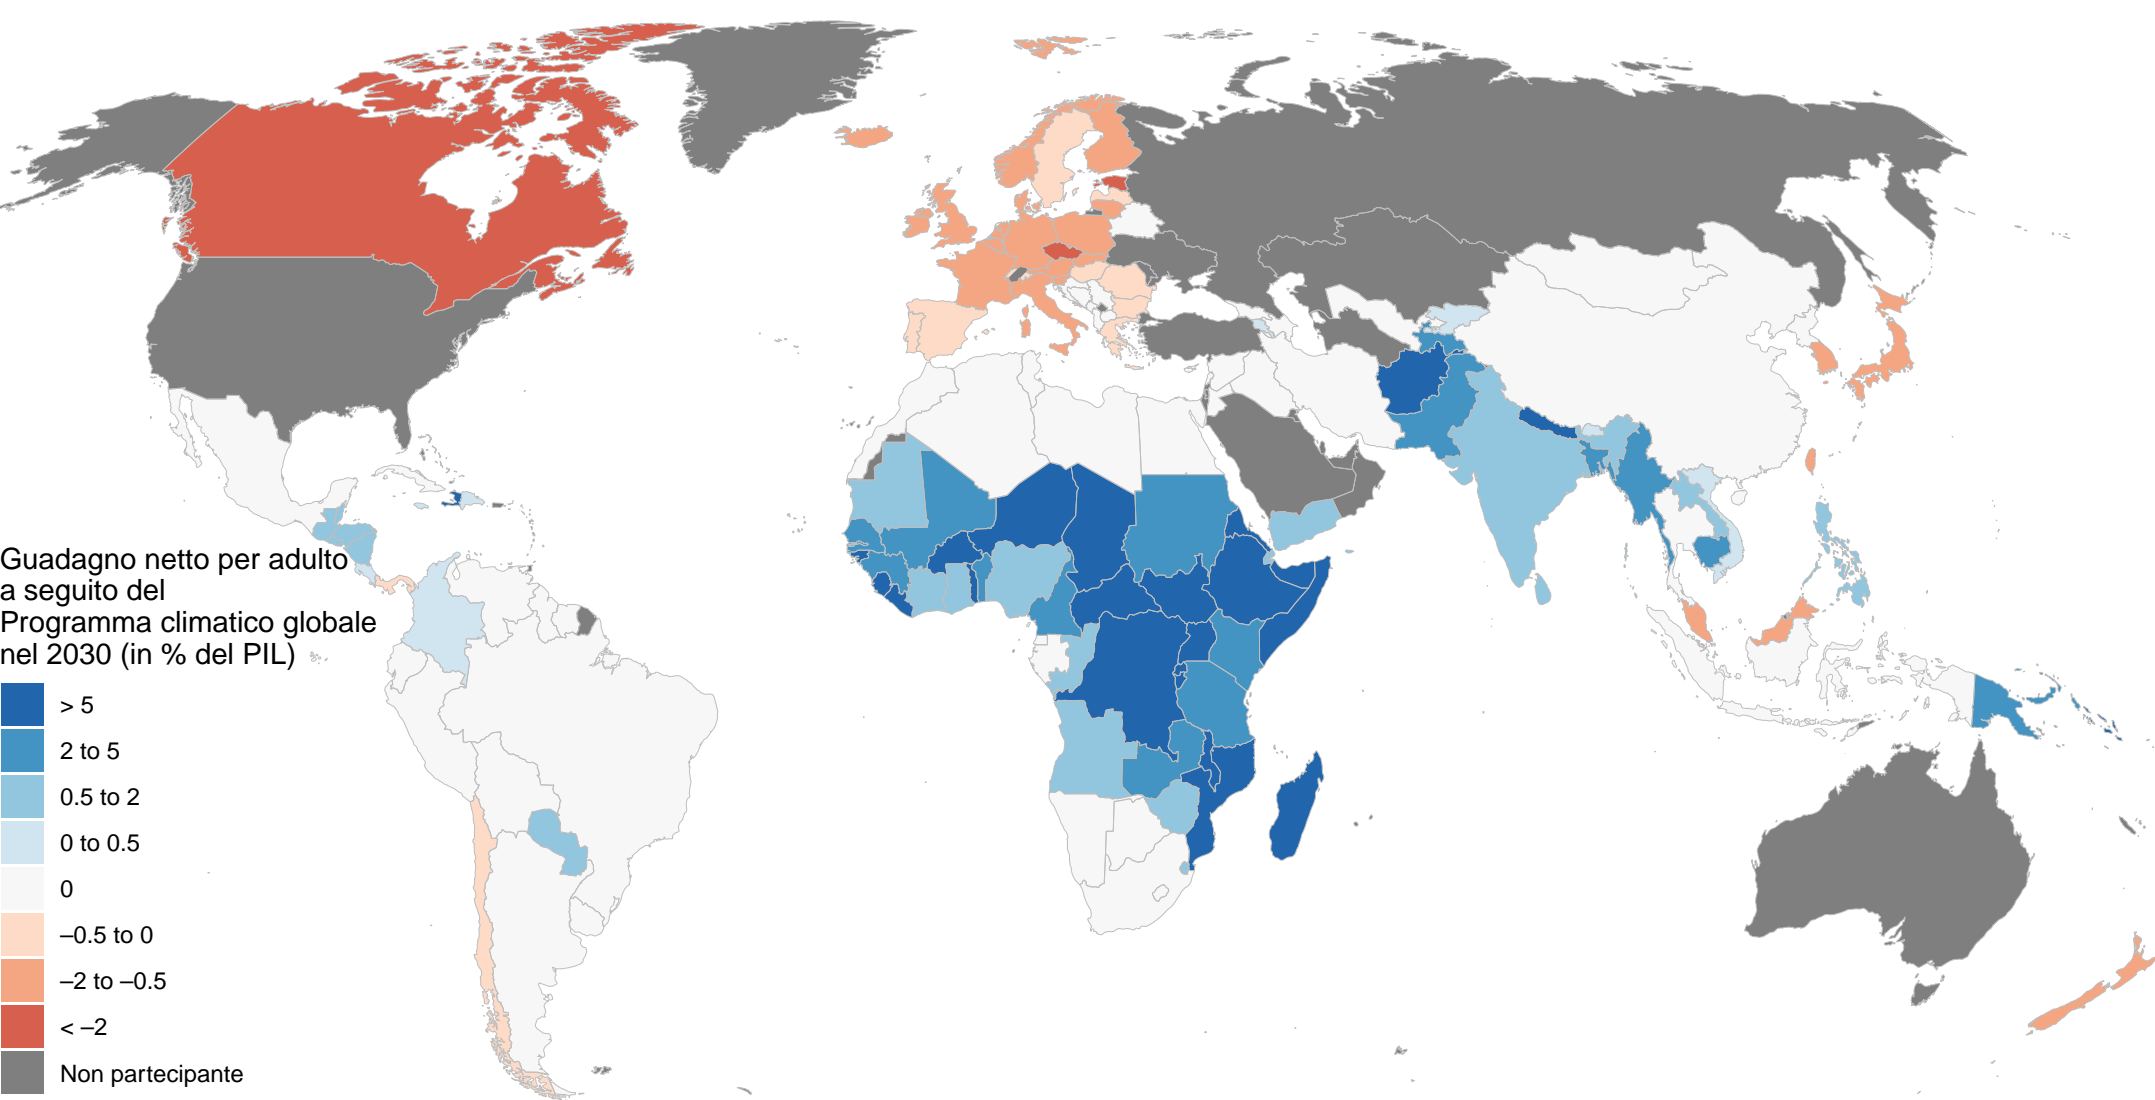 Guadagno netto per adulto
a seguito del
Programma climatico globale
nel 2030 (in % del PIL)
> 5
2 to 5
0.5 to 2
0 to 0.5
0
–0.5 to 0
–2 to –0.5
< –2
Non partecipante